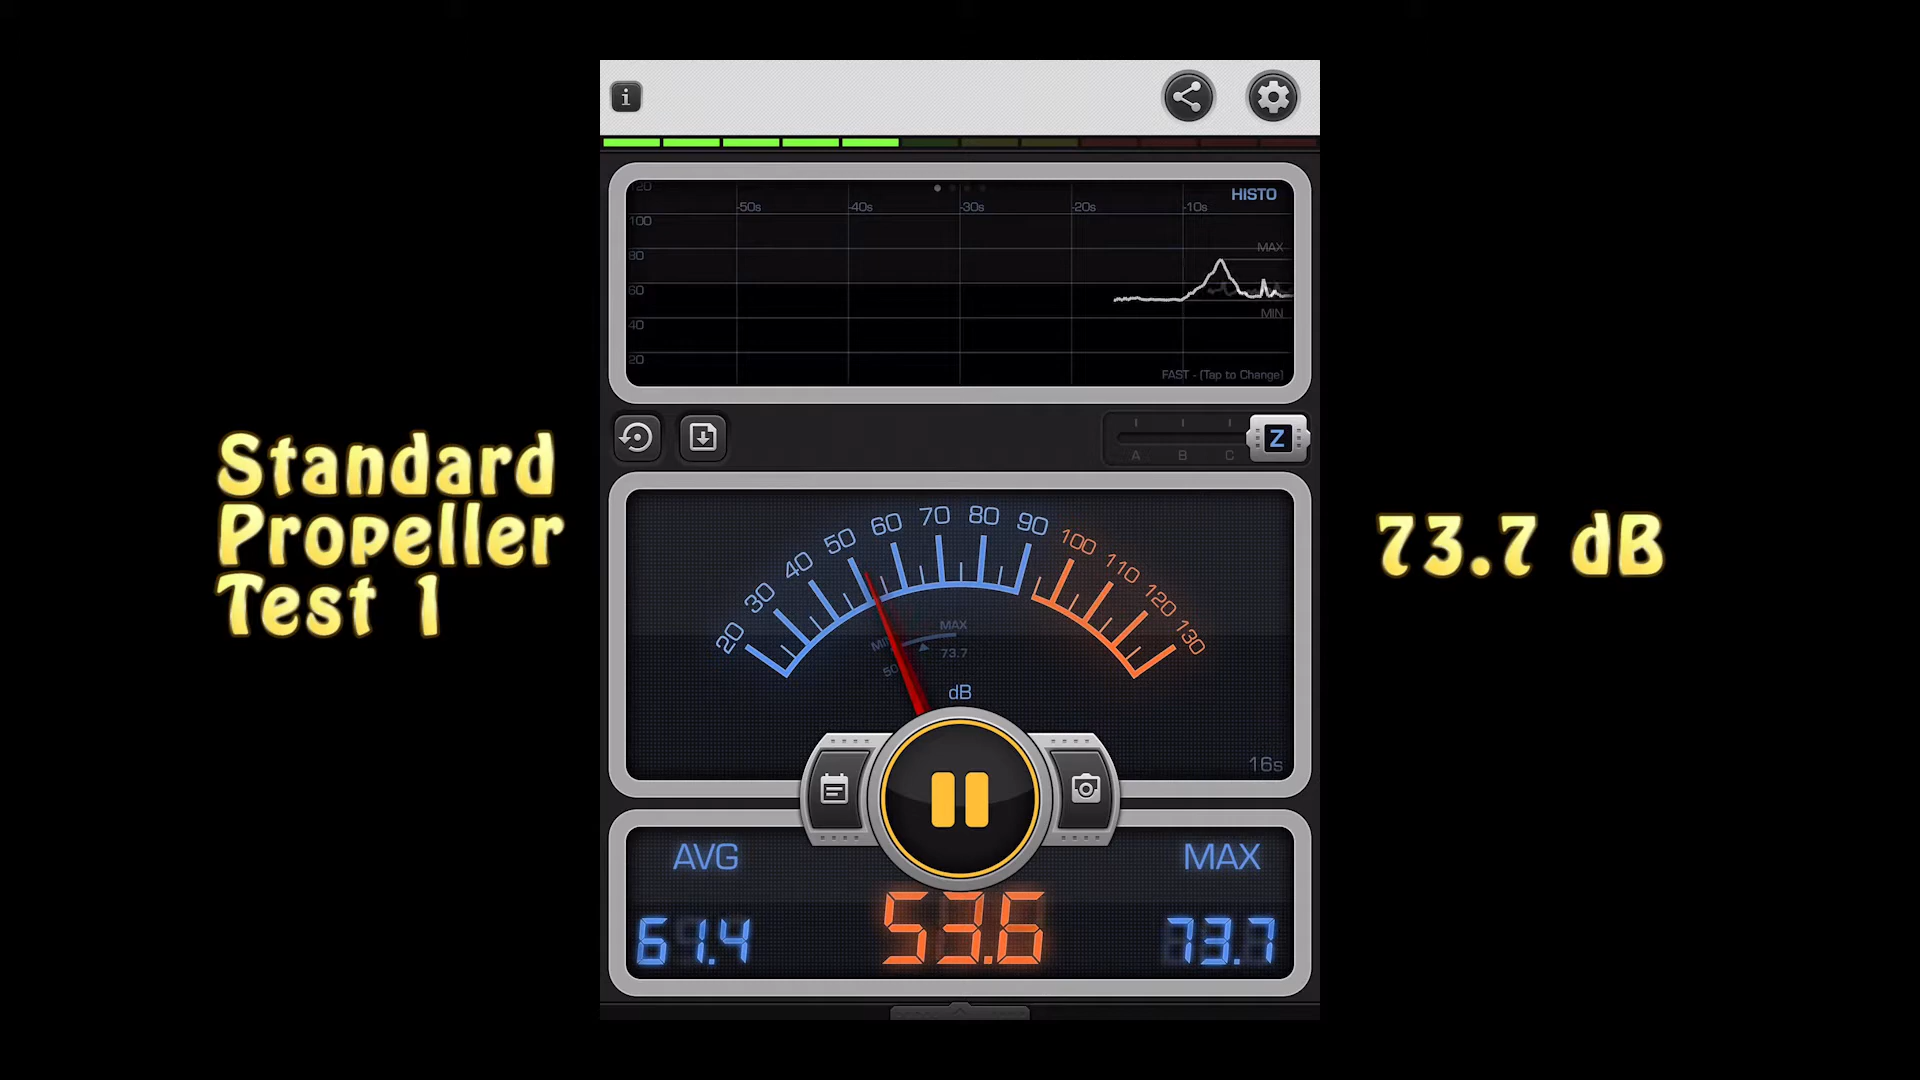 i
120
-50s -40s -30s -20s -10s HISTO
100
80 MAX
60
MIN
40
20
FAST - (Tap to Change)
A B C Z
Standard
Propeller
Test 1
73.7 dB
20 30 40 50 60 70 80 90 100 110 120 130
MAX
73.7
dB
16s
AVG MAX
61.4 53.6 73.7